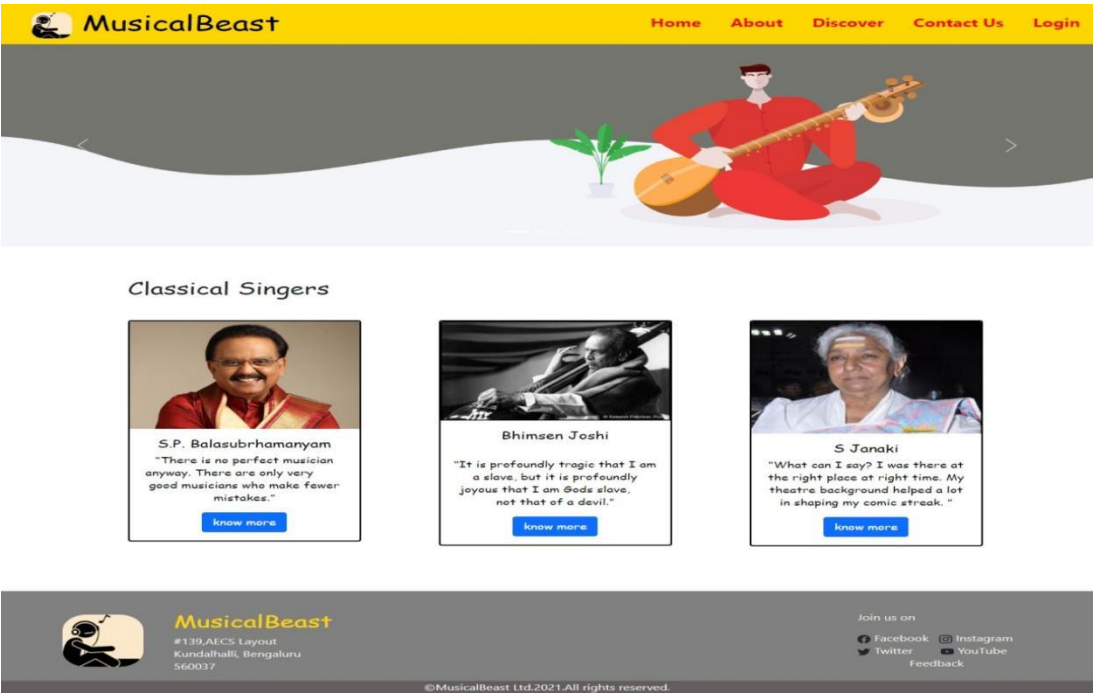 MusicalBeast
Home About Discover Contact Us Login
Classical Singers
S.P. Balasubrhamanyam
"There is no perfect musician
anyway. There are only very
good musicians who make fewer
mistakes."
know more
Bhimsen Joshi
"It is profoundly tragic that I am
a slave, but it is profoundly
joyous that I am Gods slave,
not that of a devil."
know more
S Janaki
"What can I say? I was there at
the right place at right time. My
theatre background helped a lot
in shaping my comic streak. "
know more
MusicalBeast
#139,AECS Layout
Kundalhalli, Bengaluru
560037
Join us on
Facebook Instagram
Twitter YouTube
Feedback
©MusicalBeast Ltd.2021.All rights reserved.